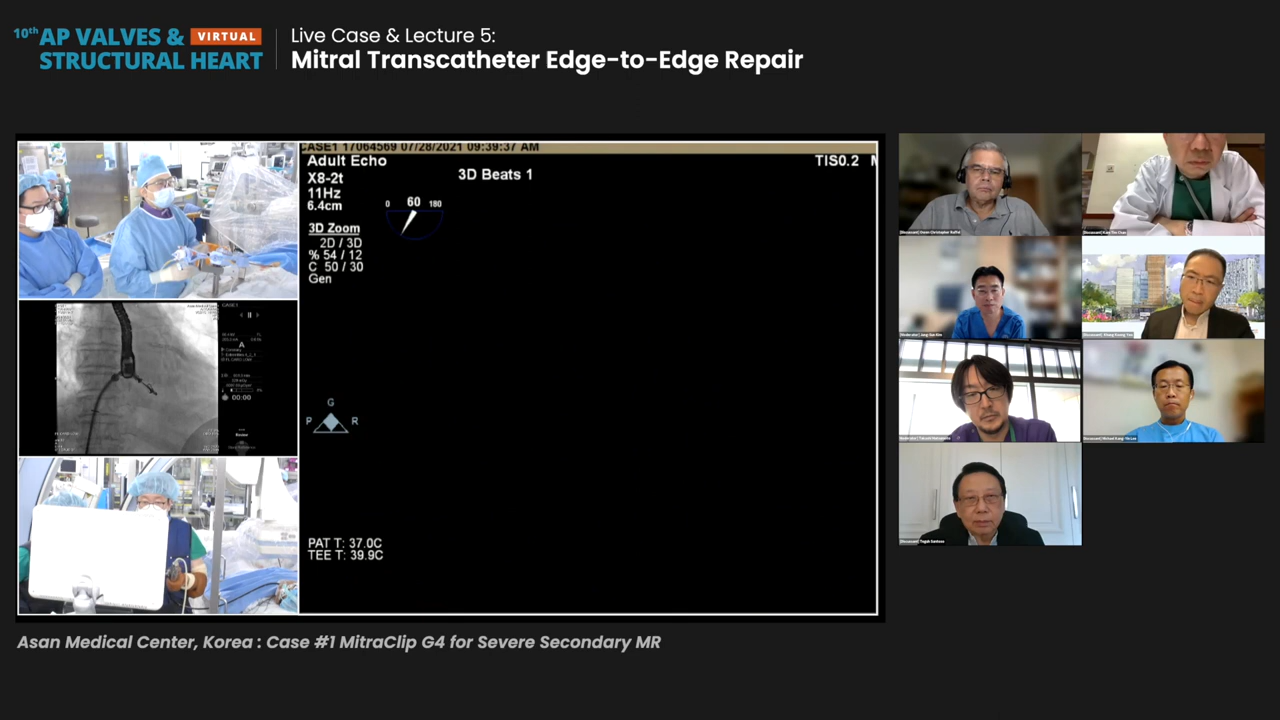 10th AP VALVES & VIRTUAL
STRUCTURAL HEART
Live Case & Lecture 5:
Mitral Transcatheter Edge-to-Edge Repair
CASE1 17064569 07/28/2021 09:39:37 AM
Adult Echo
TIS0.2
X8-2t
11Hz
6.4cm
3D Beats 1
0 60 180
3D Zoom
2D / 3D
% 54 / 12
C 50 / 30
Gen
G
P R
PAT T: 37.0C
TEE T: 39.9C
A
00:00
Asan Medical Center, Korea : Case #1 MitraClip G4 for Severe Secondary MR